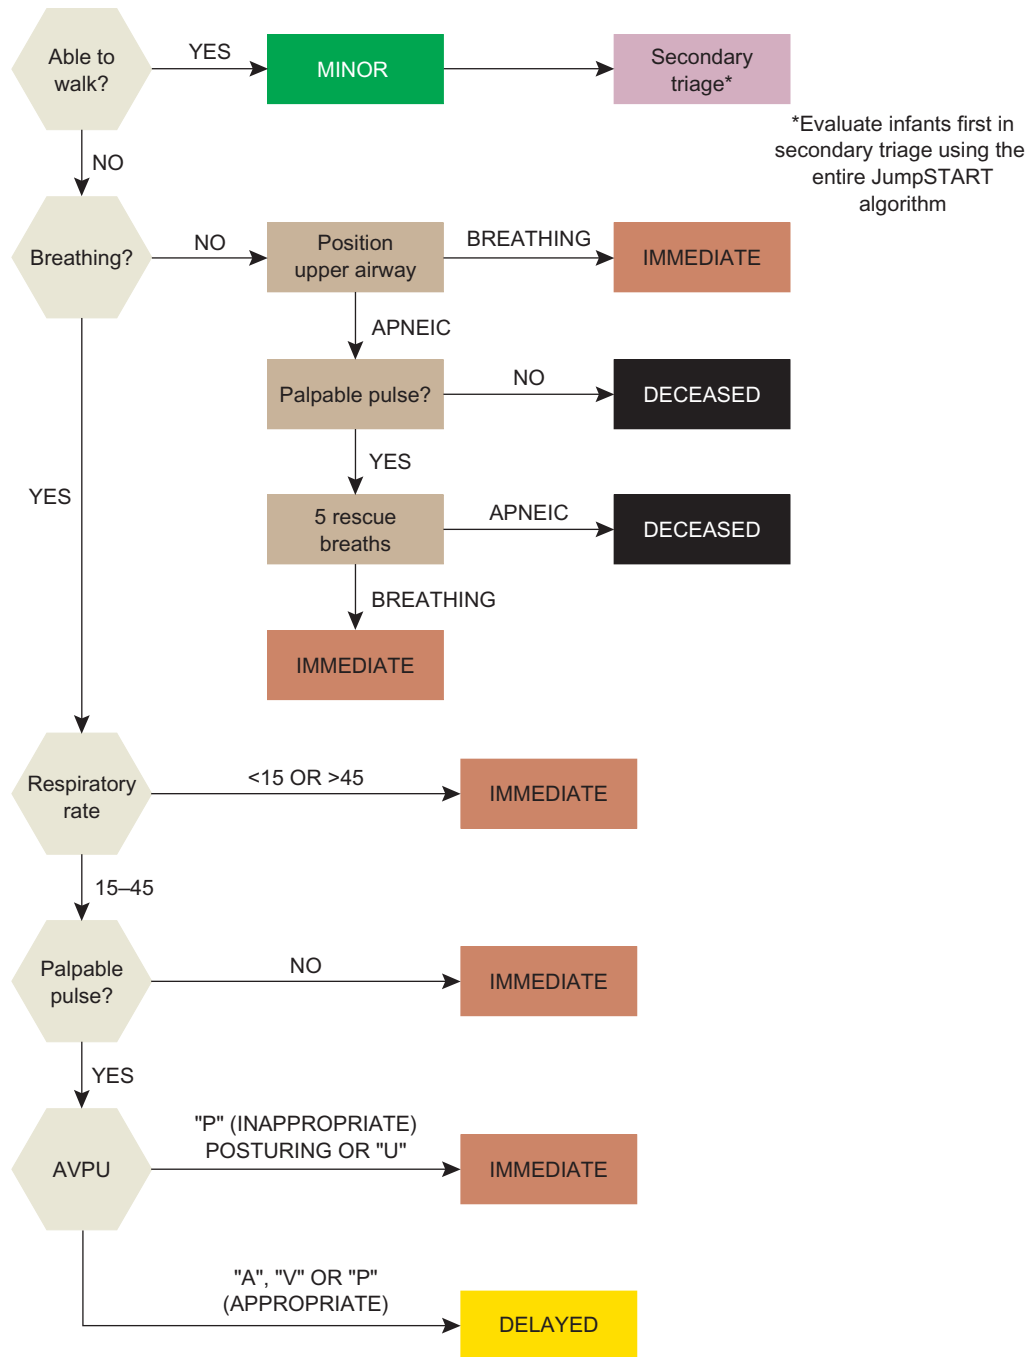 Able to
walk?
YES
MINOR
Secondary
triage*
*Evaluate infants first in
secondary triage using the
entire JumpSTART
algorithm
NO
Breathing?
NO
Position
upper airway
BREATHING
IMMEDIATE
APNEIC
Palpable pulse?
NO
DECEASED
YES
5 rescue
breaths
APNEIC
DECEASED
BREATHING
IMMEDIATE
YES
Respiratory
rate
<15 OR >45
IMMEDIATE
15–45
Palpable
pulse?
NO
IMMEDIATE
YES
AVPU
"P" (INAPPROPRIATE)
POSTURING OR "U"
IMMEDIATE
"A", "V" OR "P"
(APPROPRIATE)
DELAYED